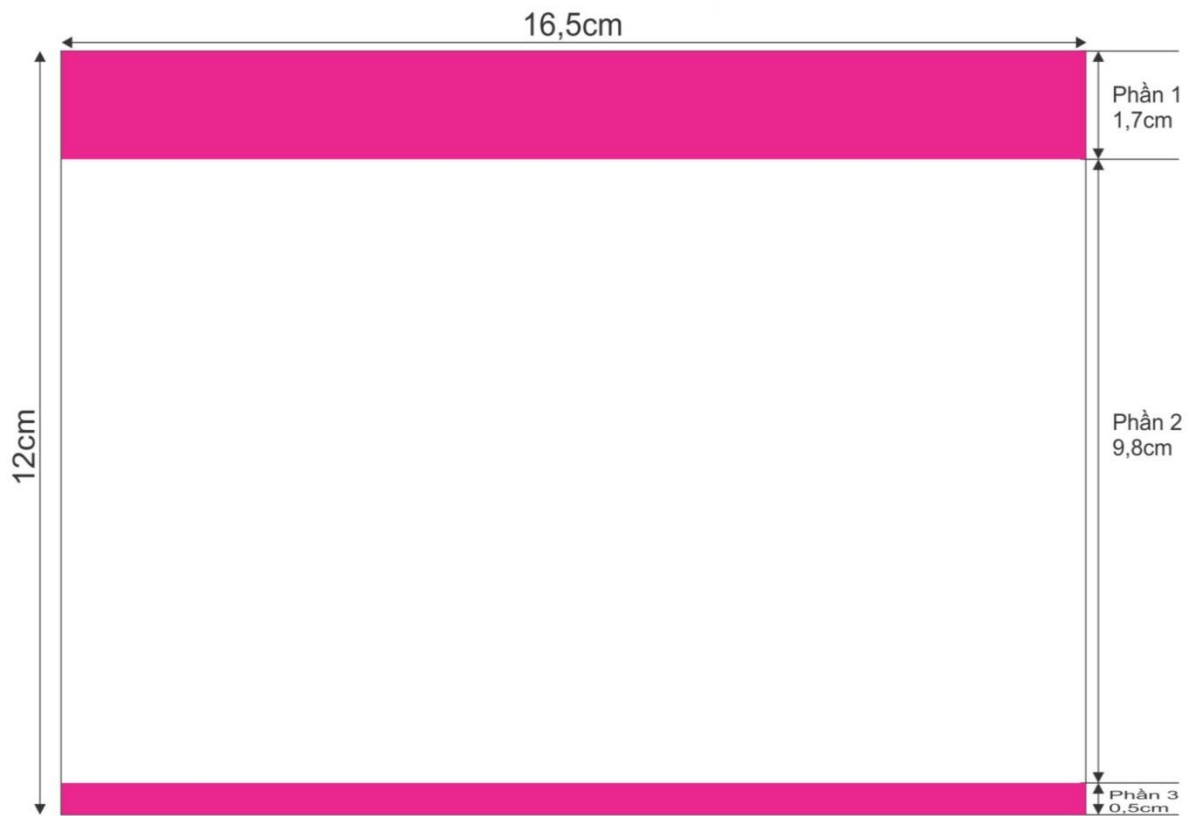 16,5cm
Phần 1
1,7cm
12cm
Phần 2
9,8cm
Phần 3
0,5cm